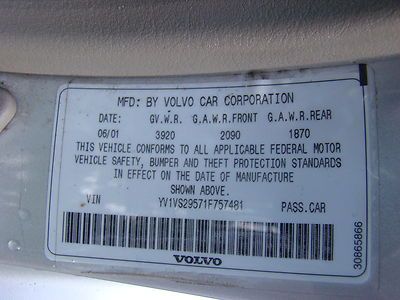 MFD: BY VOLVO CAR CORPORATION
DATE: GV.W.R. G.A.W.R.FRONT G.A.W.R.REAR
06/01 3920 2090 1870
THIS VEHICLE CONFORMS TO ALL APPLICABLE FEDERAL MOTOR
VEHICLE SAFETY, BUMPER AND THEFT PROTECTION STANDARDS
IN EFFECT ON THE DATE OF MANUFACTURE
SHOWN ABOVE.
VIN YV1VS29571F757481 PASS.CAR
VOLVO
30865866